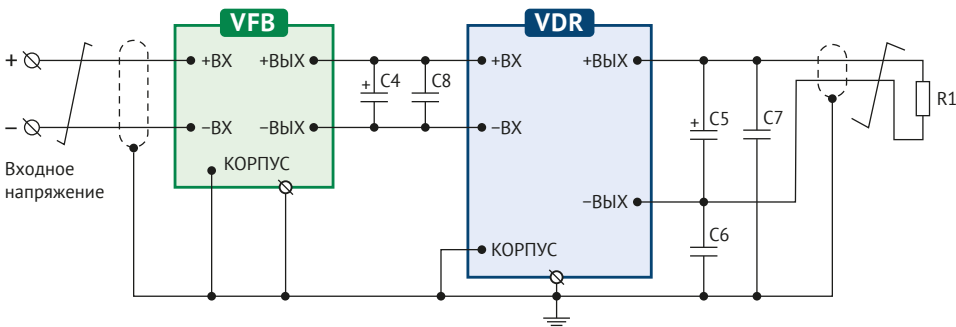 VFB
VDR
+
+ВХ
+ВЫХ
+
C4
C8
+ВХ
+ВЫХ
R1
−
−ВХ
−ВЫХ
−ВХ
+
C5
C7
Входное
напряжение
КОРПУС
−ВЫХ
C6
КОРПУС